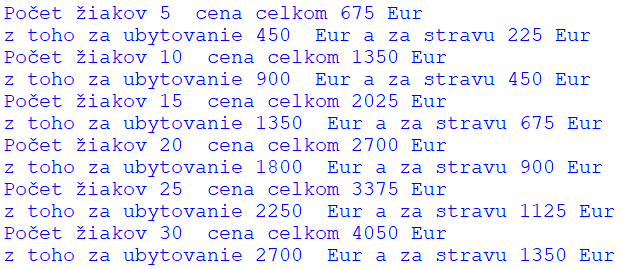 Počet žiakov 5  cena celkom 675 Eur
z toho za ubytovanie 450  Eur a za stravu 225 Eur
Počet žiakov 10  cena celkom 1350 Eur
z toho za ubytovanie 900  Eur a za stravu 450 Eur
Počet žiakov 15  cena celkom 2025 Eur
z toho za ubytovanie 1350  Eur a za stravu 675 Eur
Počet žiakov 20  cena celkom 2700 Eur
z toho za ubytovanie 1800  Eur a za stravu 900 Eur
Počet žiakov 25  cena celkom 3375 Eur
z toho za ubytovanie 2250  Eur a za stravu 1125 Eur
Počet žiakov 30  cena celkom 4050 Eur
z toho za ubytovanie 2700  Eur a za stravu 1350 Eur